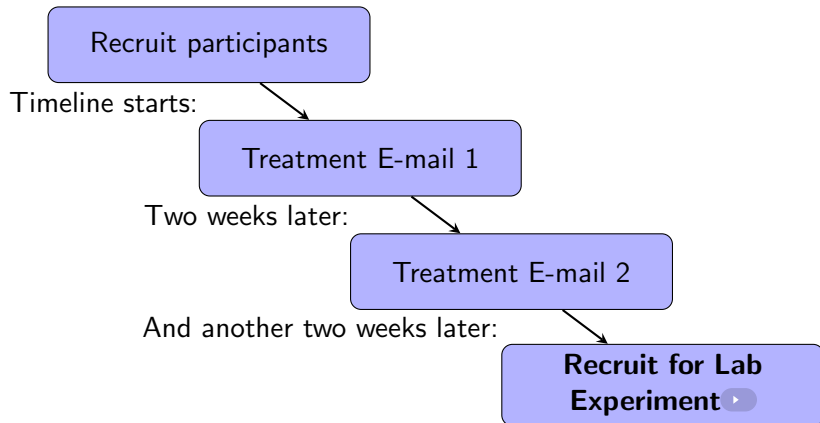 Recruit participants
Timeline starts:
Treatment E-mail 1
Two weeks later:
Treatment E-mail 2
And another two weeks later:
Recruit for Lab
Experiment